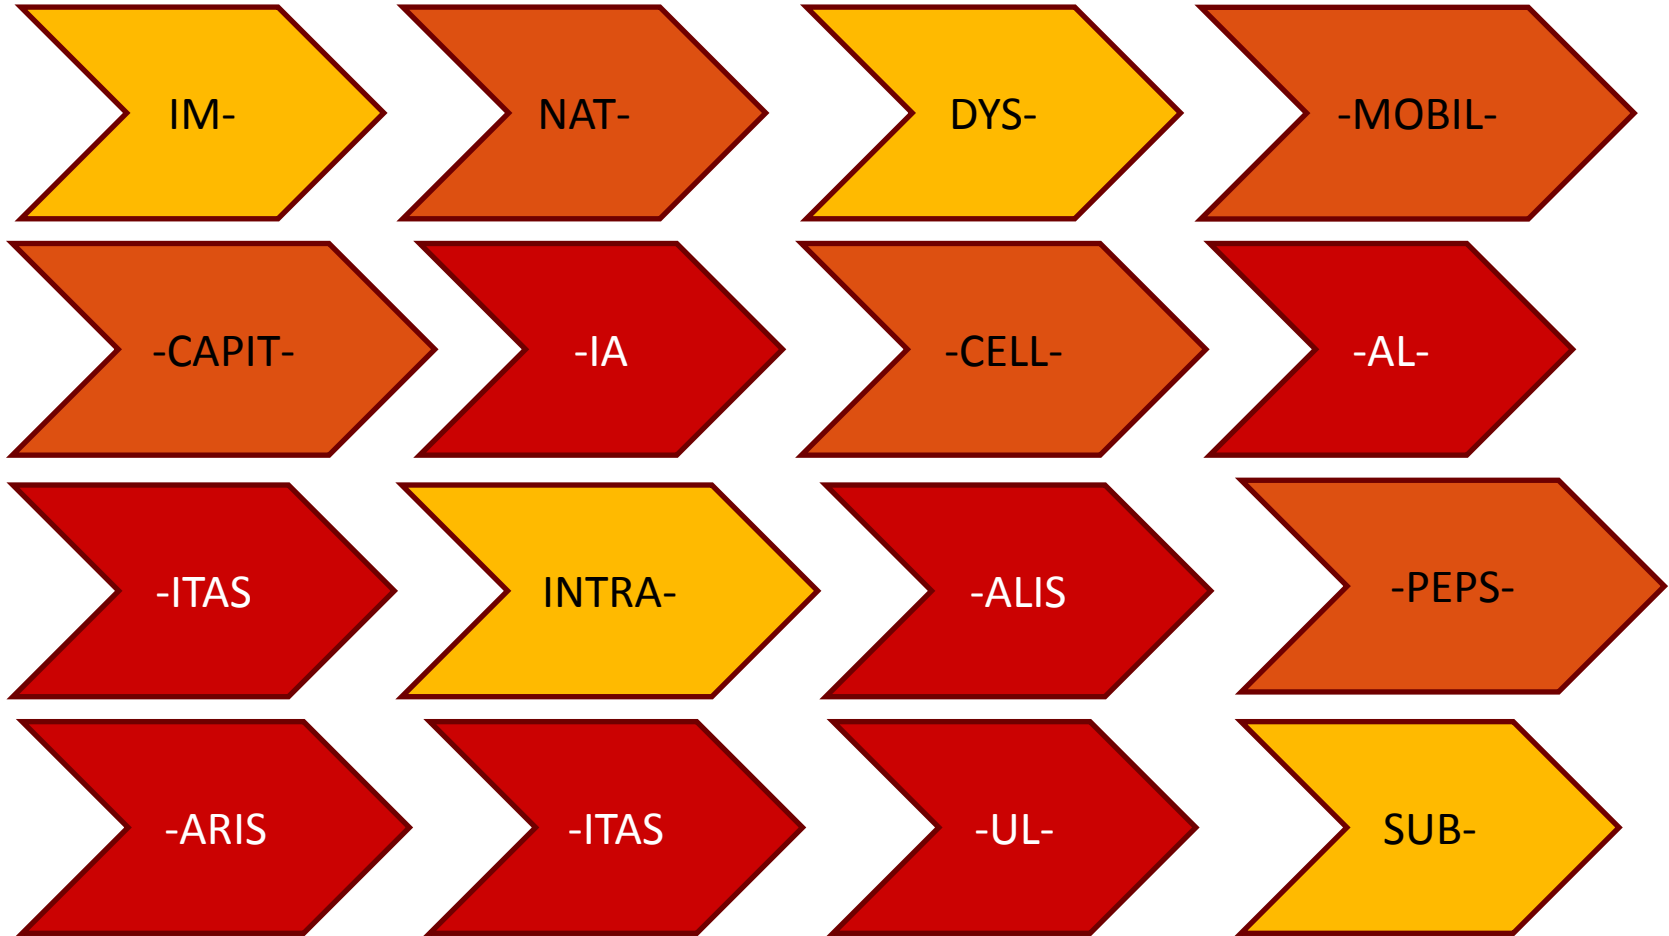 IM-
NAT-
DYS-
-MOBIL-
-CAPIT-
-IA
-CELL-
-AL-
-ITAS
INTRA-
-ALIS
-PEPS-
-ARIS
-ITAS
-UL-
SUB-